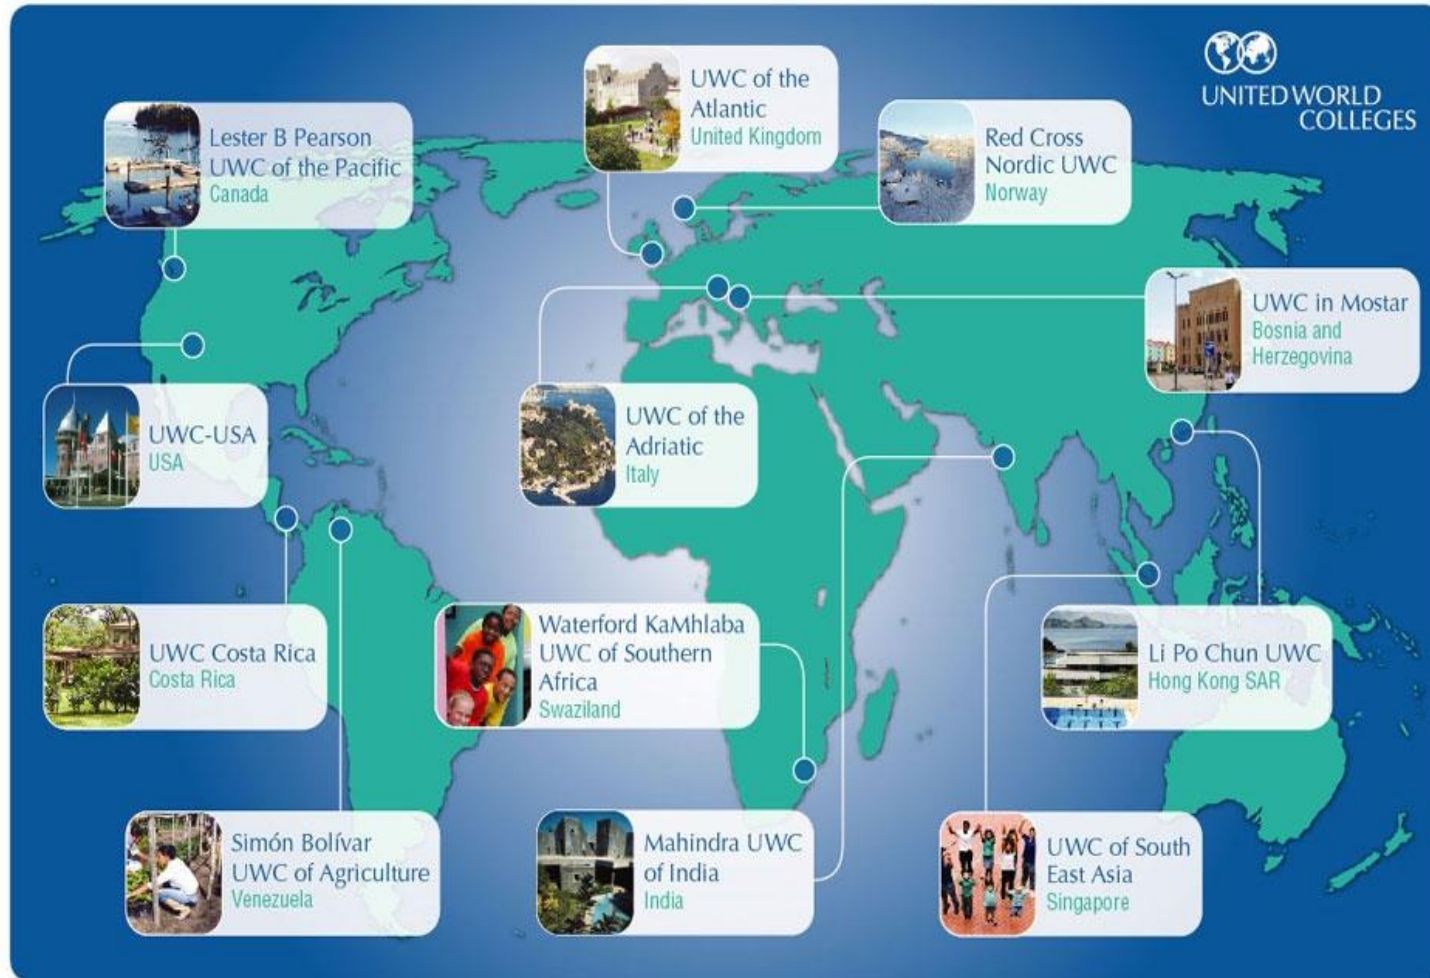 UNITED WORLD
COLLEGES
UWC of the
Atlantic
United Kingdom
Lester B Pearson
UWC of the Pacific
Canada
Red Cross
Nordic UWC
Norway
UWC in Mostar
Bosnia and
Herzegovina
UWC-USA
USA
UWC of the
Adriatic
Italy
UWC Costa Rica
Costa Rica
Waterford KaMhlaba
UWC of Southern
Africa
Swaziland
Li Po Chun UWC
Hong Kong SAR
Simón Bolívar
UWC of Agriculture
Venezuela
Mahindra UWC
of India
India
UWC of South
East Asia
Singapore